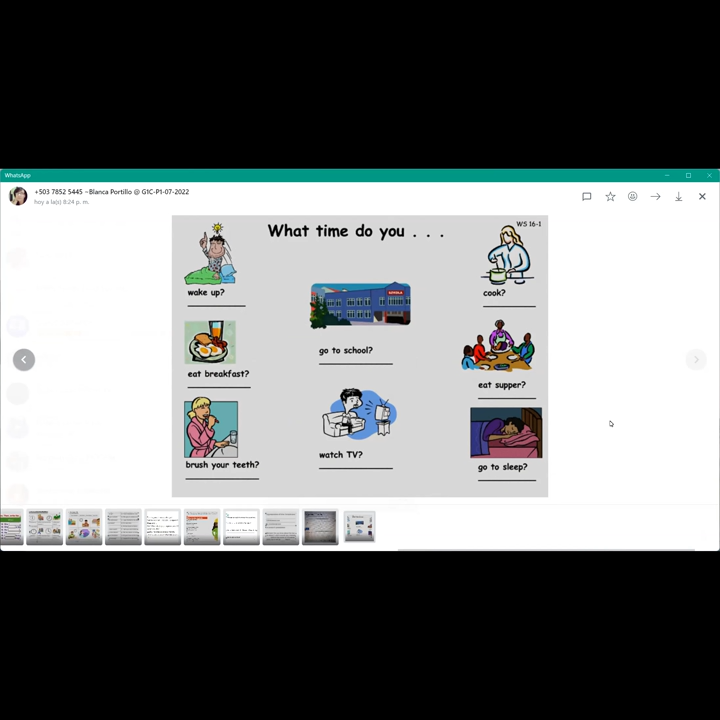 WhatsApp
+503 7852 5445 ~Blanca Portillo @ G1C-P1-07-2022
hoy a la(s) 8:24 p. m.
What time do you . . .
WS 16-1
wake up?
cook?
go to school?
eat breakfast?
eat supper?
watch TV?
brush your teeth?
go to sleep?